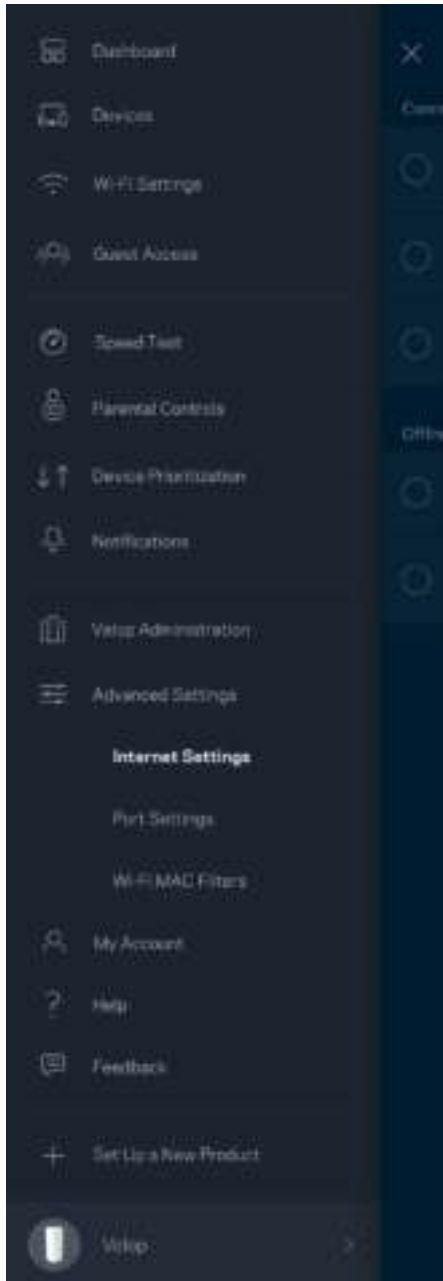 Dashboard
Devices
Wi-Fi Settings
Guest Access
Speed Test
Parental Controls
Device Prioritization
Notifications
Velop Administration
Advanced Settings
Internet Settings
Port Settings
Wi-Fi MAC Filters
My Account
Help
Feedback
Set Up a New Product
Velop